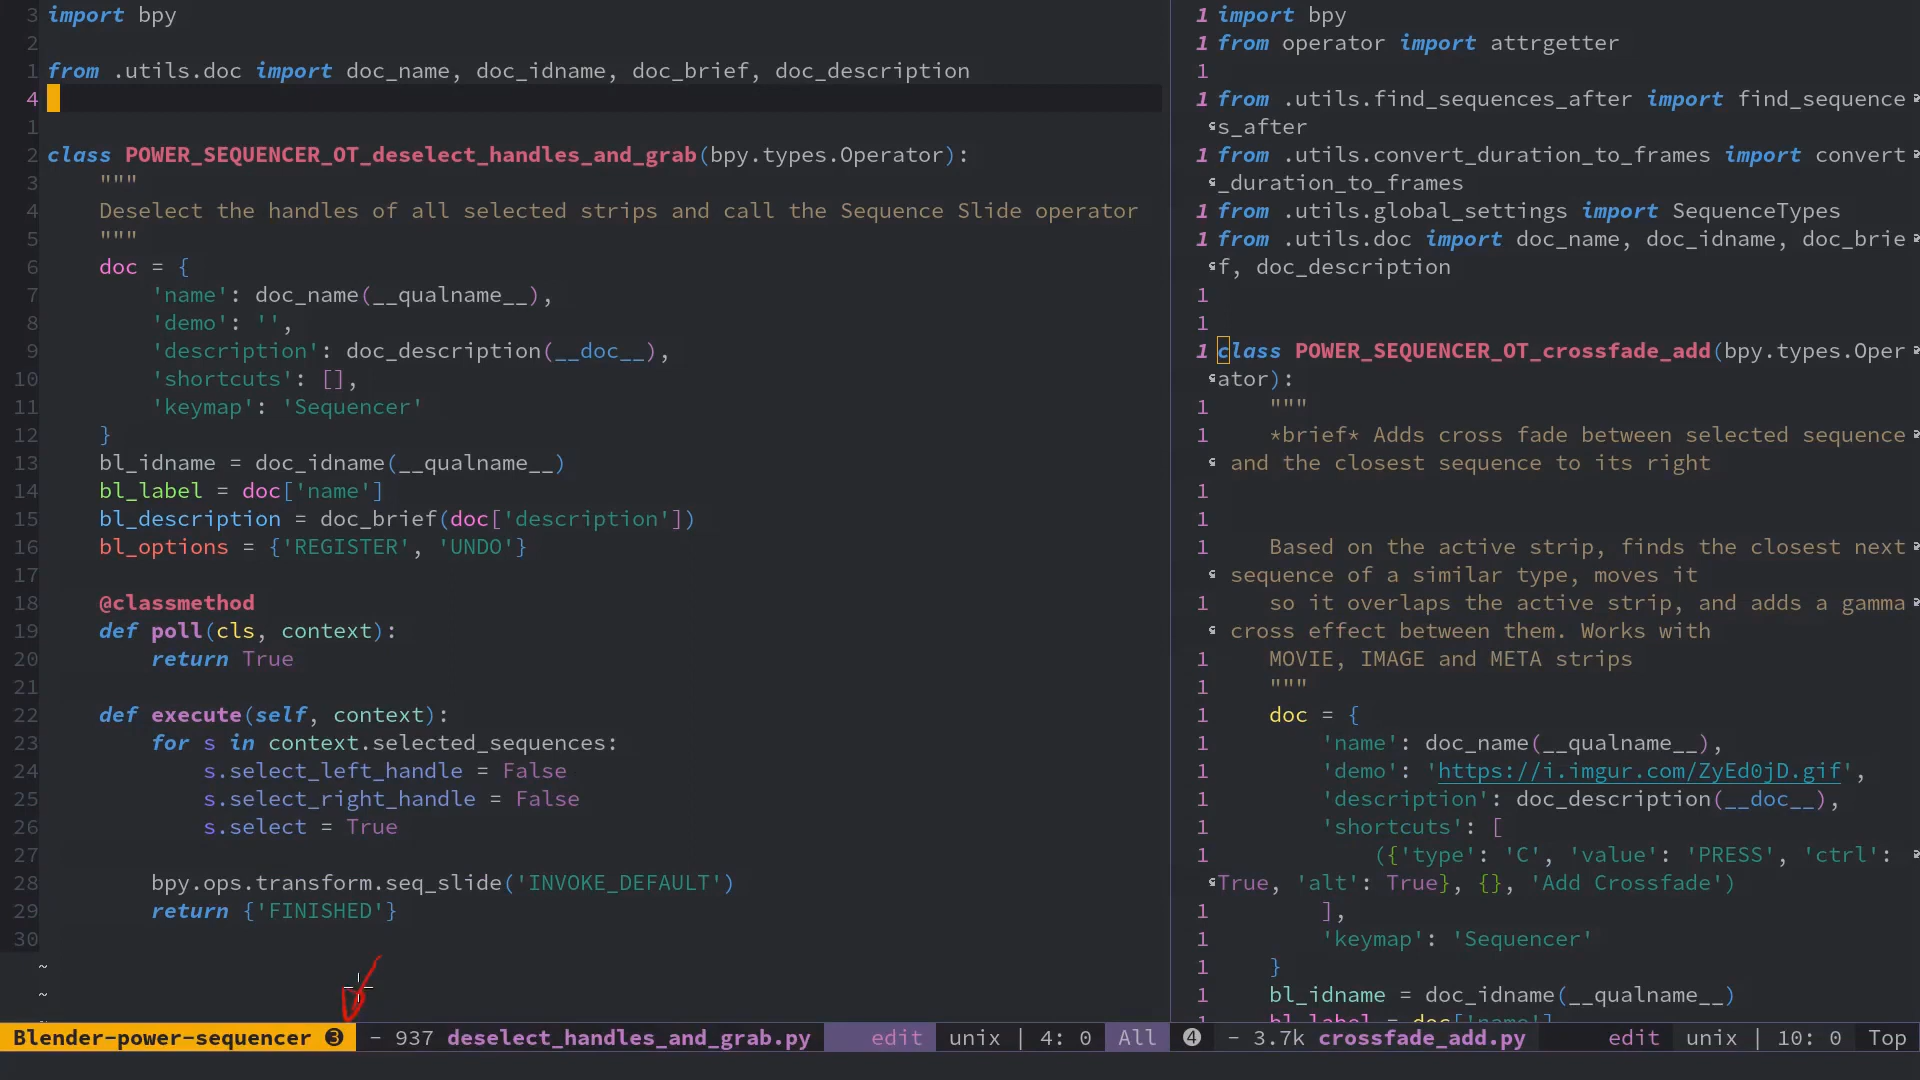 3 import bpy
2
1 from .utils.doc import doc_name, doc_idname, doc_brief, doc_description
4
1
2 class POWER_SEQUENCER_OT_deselect_handles_and_grab(bpy.types.Operator):
3     """
4     Deselect the handles of all selected strips and call the Sequence Slide operator
5     """
6     doc = {
7         'name': doc_name(__qualname__),
8         'demo': '',
9         'description': doc_description(__doc__),
10         'shortcuts': [],
11         'keymap': 'Sequencer'
12     }
13     bl_idname = doc_idname(__qualname__)
14     bl_label = doc['name']
15     bl_description = doc_brief(doc['description'])
16     bl_options = {'REGISTER', 'UNDO'}
17
18     @classmethod
19     def poll(cls, context):
20         return True
21
22     def execute(self, context):
23         for s in context.selected_sequences:
24             s.select_left_handle = False
25             s.select_right_handle = False
26             s.select = True
27
28         bpy.ops.transform.seq_slide('INVOKE_DEFAULT')
29         return {'FINISHED'}
30
~
~
Blender-power-sequencer ❸ - 937 deselect_handles_and_grab.py edit unix | 4: 0 All
1 import bpy
1 from operator import attrgetter
1
1 from .utils.find_sequences_after import find_sequence
s_after
1 from .utils.convert_duration_to_frames import convert
_duration_to_frames
1 from .utils.global_settings import SequenceTypes
1 from .utils.doc import doc_name, doc_idname, doc_brie
f, doc_description
1
1
1 class POWER_SEQUENCER_OT_crossfade_add(bpy.types.Oper
ator):
1     """
1     *brief* Adds cross fade between selected sequence
and the closest sequence to its right
1
1
1     Based on the active strip, finds the closest next
sequence of a similar type, moves it
1     so it overlaps the active strip, and adds a gamma
cross effect between them. Works with
1     MOVIE, IMAGE and META strips
1     """
1     doc = {
1         'name': doc_name(__qualname__),
1         'demo': 'https://i.imgur.com/ZyEd0jD.gif',
1         'description': doc_description(__doc__),
1         'shortcuts': [
1             ({'type': 'C', 'value': 'PRESS', 'ctrl':
True, 'alt': True}, {}, 'Add Crossfade')
1         ],
1         'keymap': 'Sequencer'
1     }
1     bl_idname = doc_idname(__qualname__)
1     bl_label = doc['name']
❹ - 3.7k crossfade_add.py edit unix | 10: 0 Top